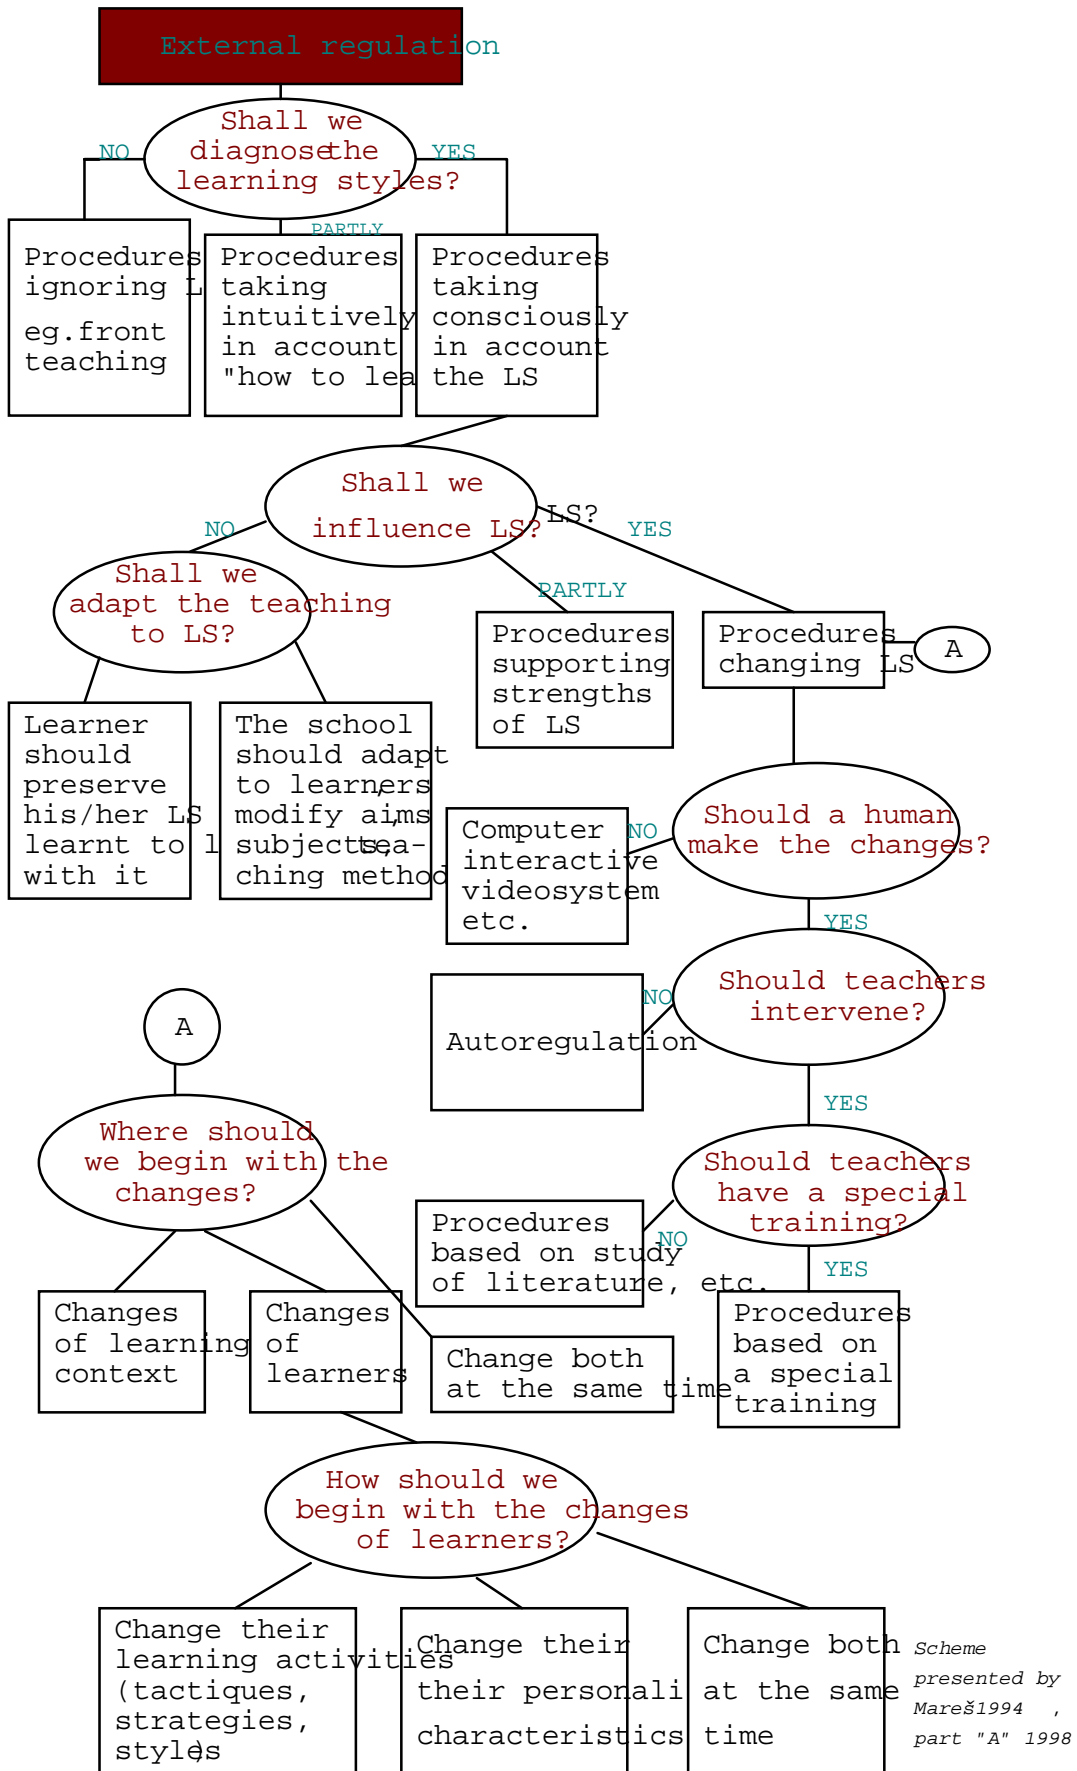 External regulation
Shall we
diagnose the
learning styles?
NO
YES
PARTLY
Procedures
ignoring L
eg.front
teaching
Procedures
taking
intuitively
in account
"how to lea
Procedures
taking
consciously
in account
the LS
Shall we
influence LS?
LS?
NO
YES
PARTLY
Shall we
adapt the teaching
to LS?
Procedures
supporting
strengths
of LS
Procedures
changing LS
A
Learner
should
preserve
his/her LS
learnt to l
with it
The school
should adapt
to learners,
modify aims,
subjects, tea-
ching method
Should a human
make the changes?
NO
Computer
interactive
videosystem
etc.
YES
Should teachers
intervene?
NO
Autoregulation
YES
Should teachers
have a special
training?
NO
Procedures
based on study
of literature, etc.
YES
Procedures
based on
a special
training
A
Where should
we begin with the
changes?
Changes
of learning
context
Changes
of
learners
Change both
at the same time
How should we
begin with the changes
of learners?
Change their
learning activities
(tactiques,
strategies,
styles)
Change their
their personali
characteristics
Change both
at the same
time
Scheme
presented by
Mareš1994 ,
part "A" 1998